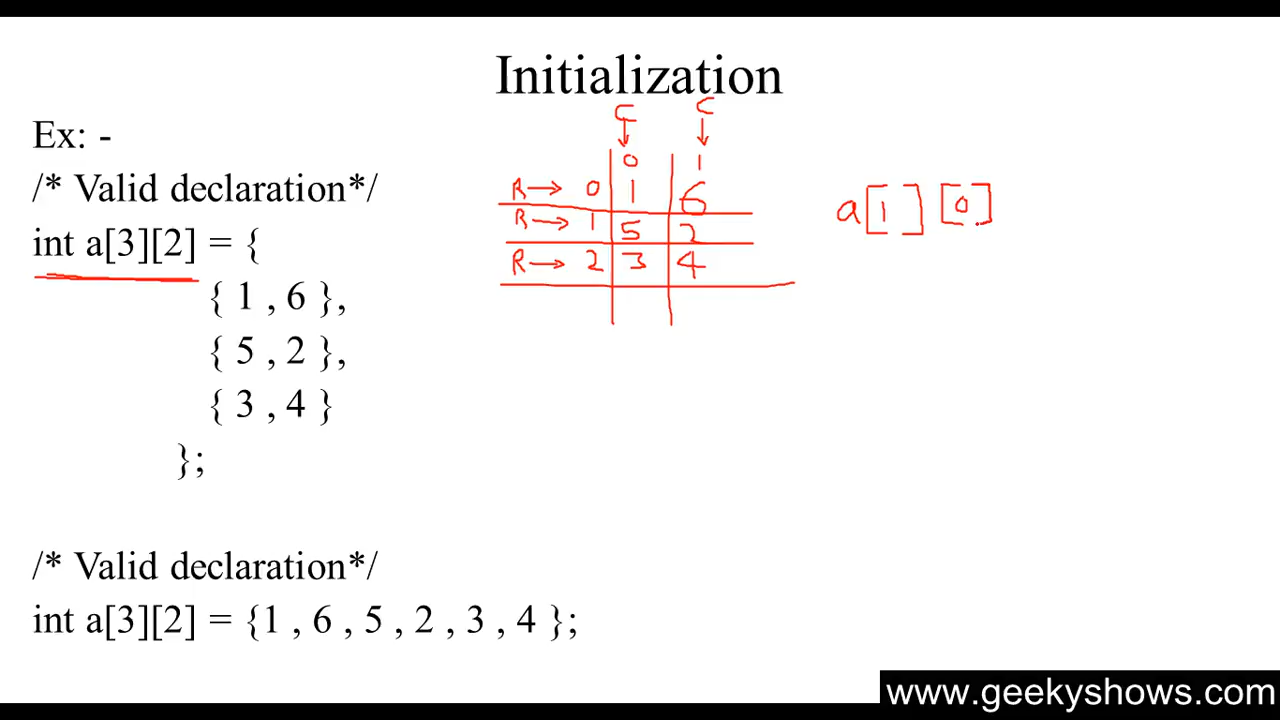 Initialization
Ex: -
/* Valid declaration*/
int a[3][2] = {
{ 1 , 6 },
{ 5 , 2 },
{ 3 , 4 }
};
C C
0 1
R→ 0 1 6
R→ 1 5 2
R→ 2 3 4
a[1][0]
/* Valid declaration*/
int a[3][2] = {1 , 6 , 5 , 2 , 3 , 4 };
www.geekyshows.com